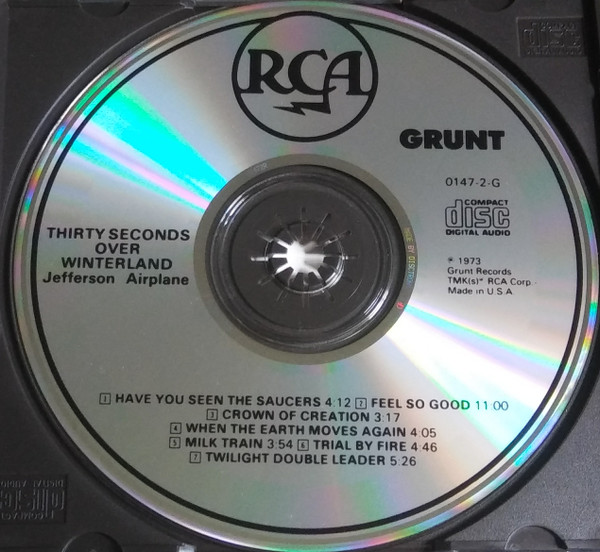 RCA
GRUNT
0147-2-G
COMPACT
disc
DIGITAL AUDIO
THIRTY SECONDS
OVER
WINTERLAND
Jefferson Airplane
℗ 1973
Grunt Records
TMK(s)® RCA Corp.
Made in U.S.A.
1 HAVE YOU SEEN THE SAUCERS 4:12 2 FEEL SO GOOD 11:00
3 CROWN OF CREATION 3:17
4 WHEN THE EARTH MOVES AGAIN 4:05
5 MILK TRAIN 3:54 6 TRIAL BY FIRE 4:46
7 TWILIGHT DOUBLE LEADER 5:26